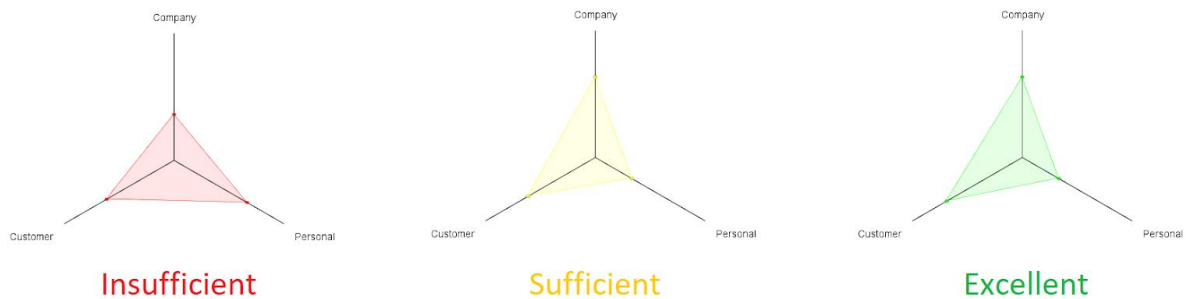 Company
Customer
Personal
Insufficient
Company
Customer
Personal
Sufficient
Company
Customer
Personal
Excellent